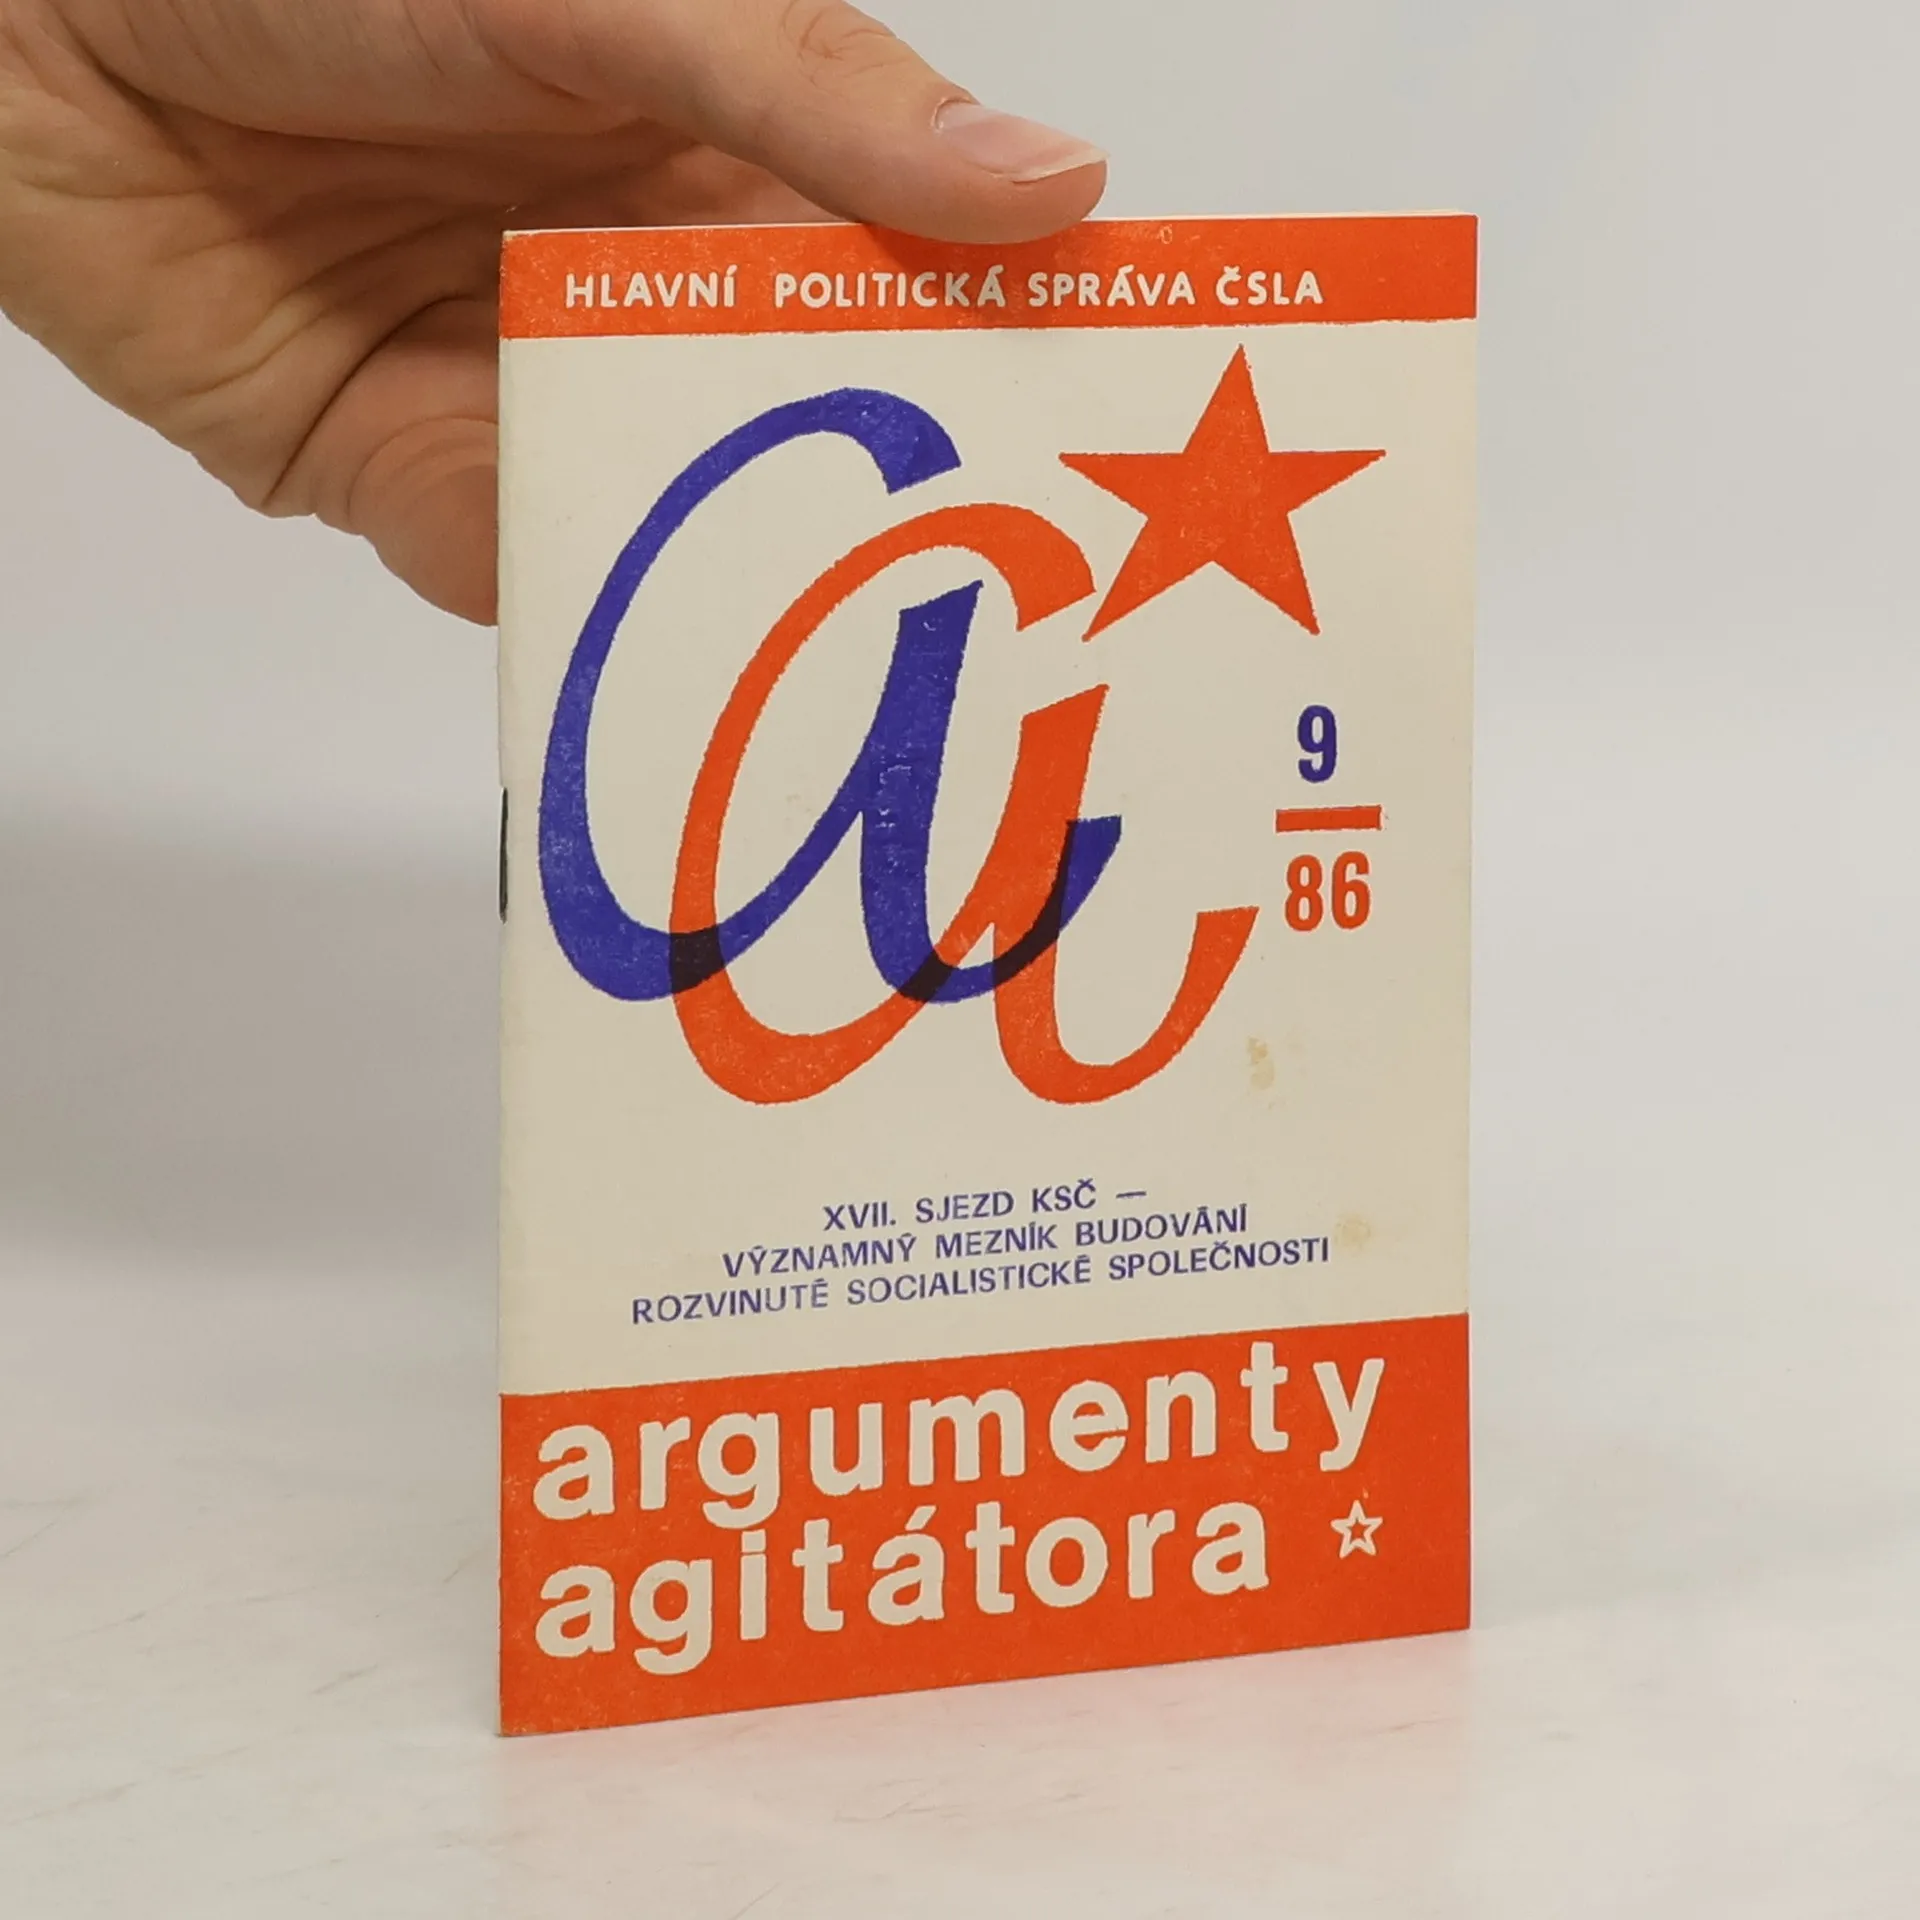 HLAVNÍ POLITICKÁ SPRÁVA ČSLA
a a
9
86
XVII. SJEZD KSČ —
VÝZNAMNÝ MEZNÍK BUDOVÁNÍ
ROZVINUTÉ SOCIALISTICKÉ SPOLEČNOSTI
argumenty
agitátora